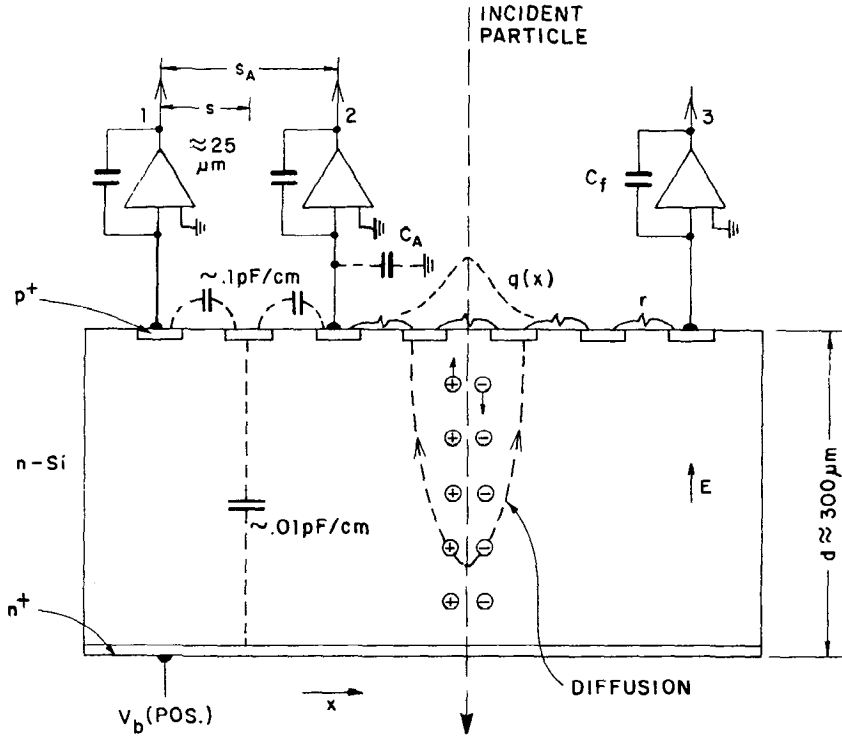 INCIDENT
PARTICLE
S_A
s
1
2
3
≈25
μm
C_f
C_A
~.1pF/cm
q(x)
r
p⁺
n-Si
~.01pF/cm
E
d ≈ 300μm
n⁺
DIFFUSION
x
V_b(POS.)